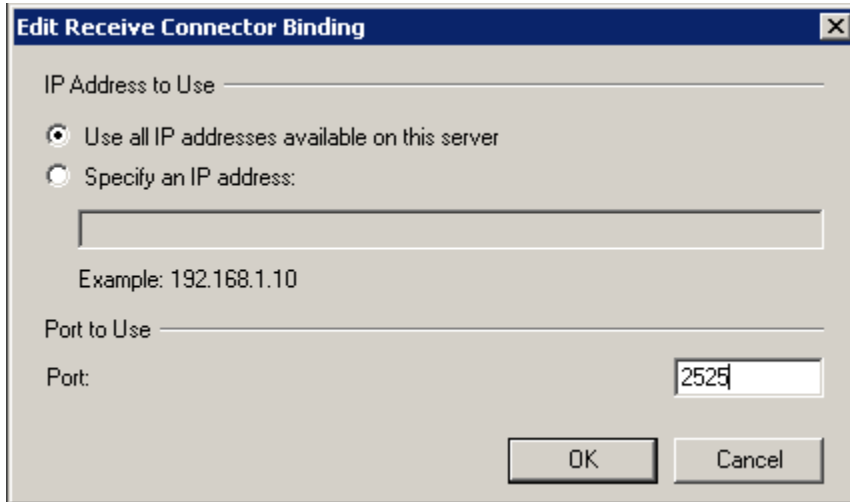 Edit Receive Connector Binding
IP Address to Use
Use all IP addresses available on this server
Specify an IP address:
Example: 192.168.1.10
Port to Use
Port: 2525
OK Cancel